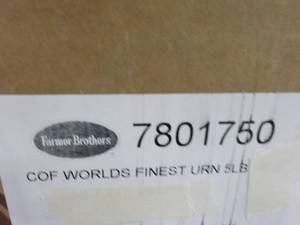 Farmer Brothers 7801750
COF WORLDS FINEST URN 5LB